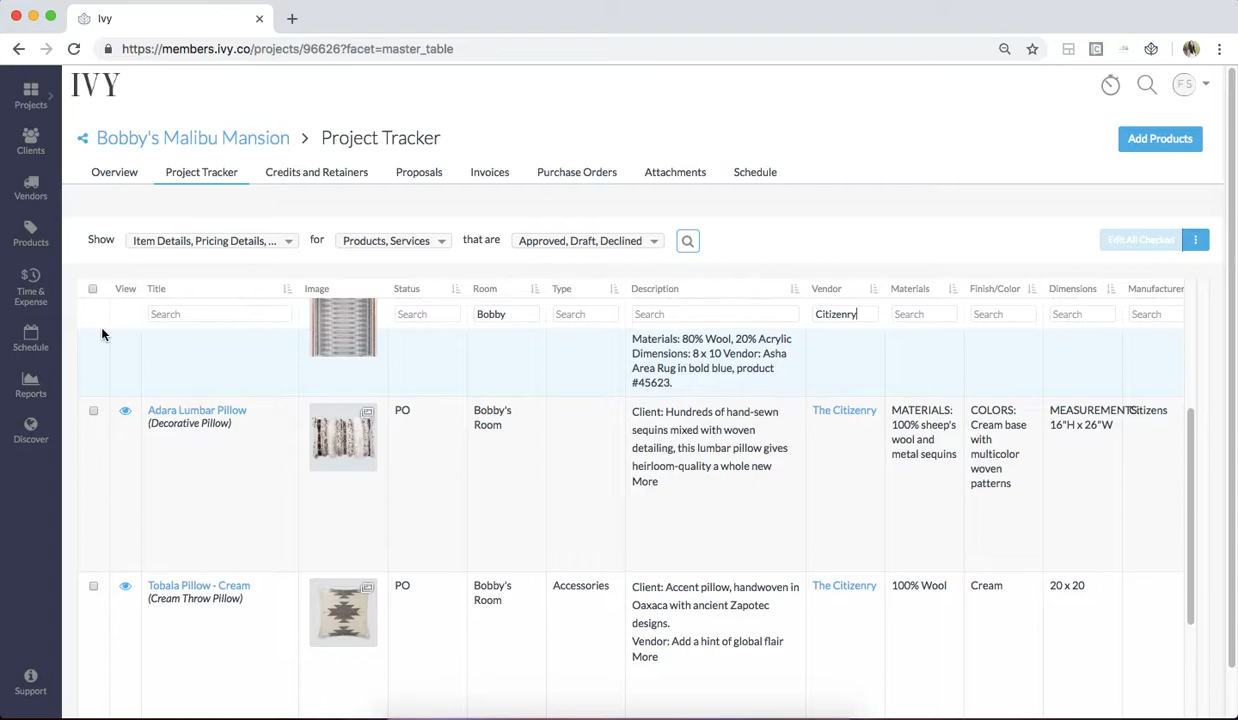 Ivy
https://members.ivy.co/projects/96626?facet=master_table
IVY
FS
Projects
Clients
Vendors
Products
Time &
Expense
Schedule
Reports
Discover
Support
Bobby's Malibu Mansion > Project Tracker
Add Products
Overview Project Tracker Credits and Retainers Proposals Invoices Purchase Orders Attachments Schedule
Show Item Details, Pricing Details, ... for Products, Services that are Approved, Draft, Declined
Edit All Checked
View Title Image Status Room Type Description Vendor Materials Finish/Color Dimensions Manufacturer
Search Search Bobby Search Search Citizenry Search Search Search Search
Materials: 80% Wool, 20% Acrylic
Dimensions: 8 x 10 Vendor: Asha
Area Rug in bold blue, product
#45623.
Adara Lumbar Pillow
(Decorative Pillow)
PO
Bobby's
Room
Client: Hundreds of hand-sewn
sequins mixed with woven
detailing, this lumbar pillow gives
heirloom-quality a whole new
More
The Citizenry
MATERIALS:
100% sheep's
wool and
metal sequins
COLORS:
Cream base
with
multicolor
woven
patterns
MEASUREMENTS:
16"H x 26"W
Citizens
Tobala Pillow - Cream
(Cream Throw Pillow)
PO
Bobby's
Room
Accessories
Client: Accent pillow, handwoven in
Oaxaca with ancient Zapotec
designs.
Vendor: Add a hint of global flair
More
The Citizenry
100% Wool
Cream
20 x 20